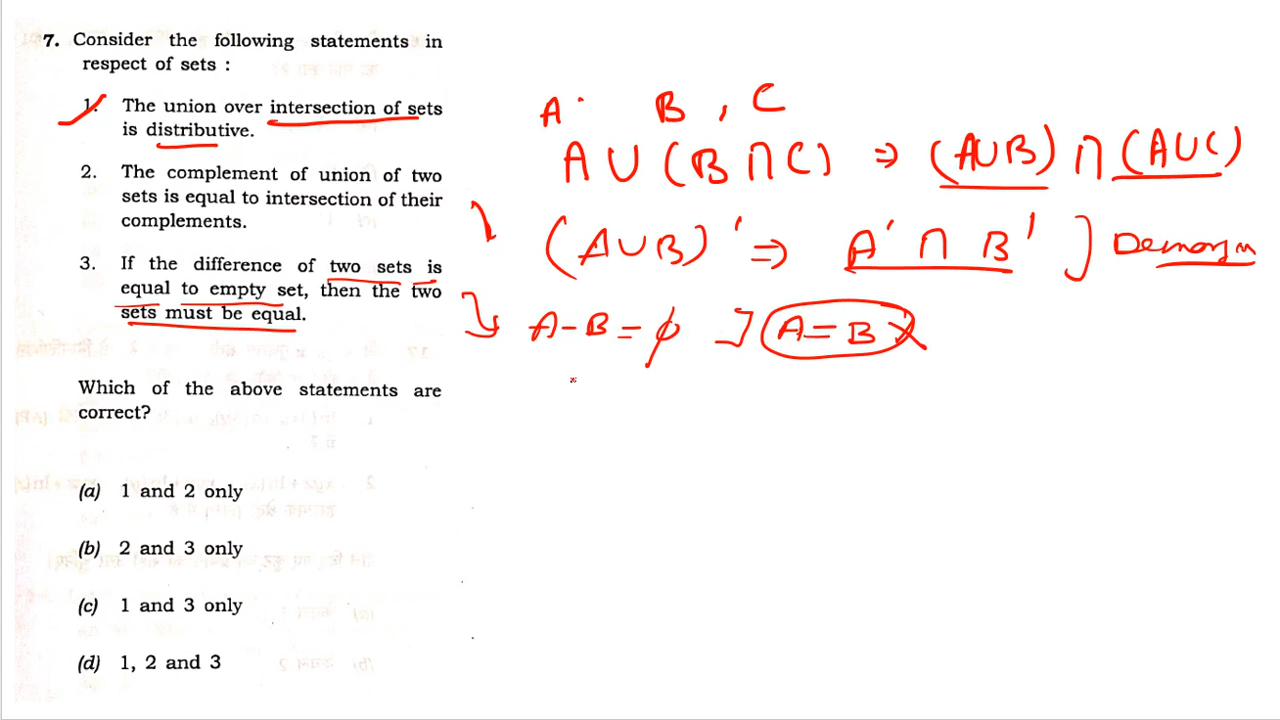 7. Consider the following statements in
respect of sets :
1. The union over intersection of sets
is distributive.
2. The complement of union of two
sets is equal to intersection of their
complements.
3. If the difference of two sets is
equal to empty set, then the two
sets must be equal.
Which of the above statements are
correct?
(a) 1 and 2 only
(b) 2 and 3 only
(c) 1 and 3 only
(d) 1, 2 and 3
A B , C
A ∪ (B ∩ C) ⇒ (A∪B) ∩ (A∪C)
(A∪B)' ⇒ A' ∩ B' ]
A-B = ϕ ] A=B X